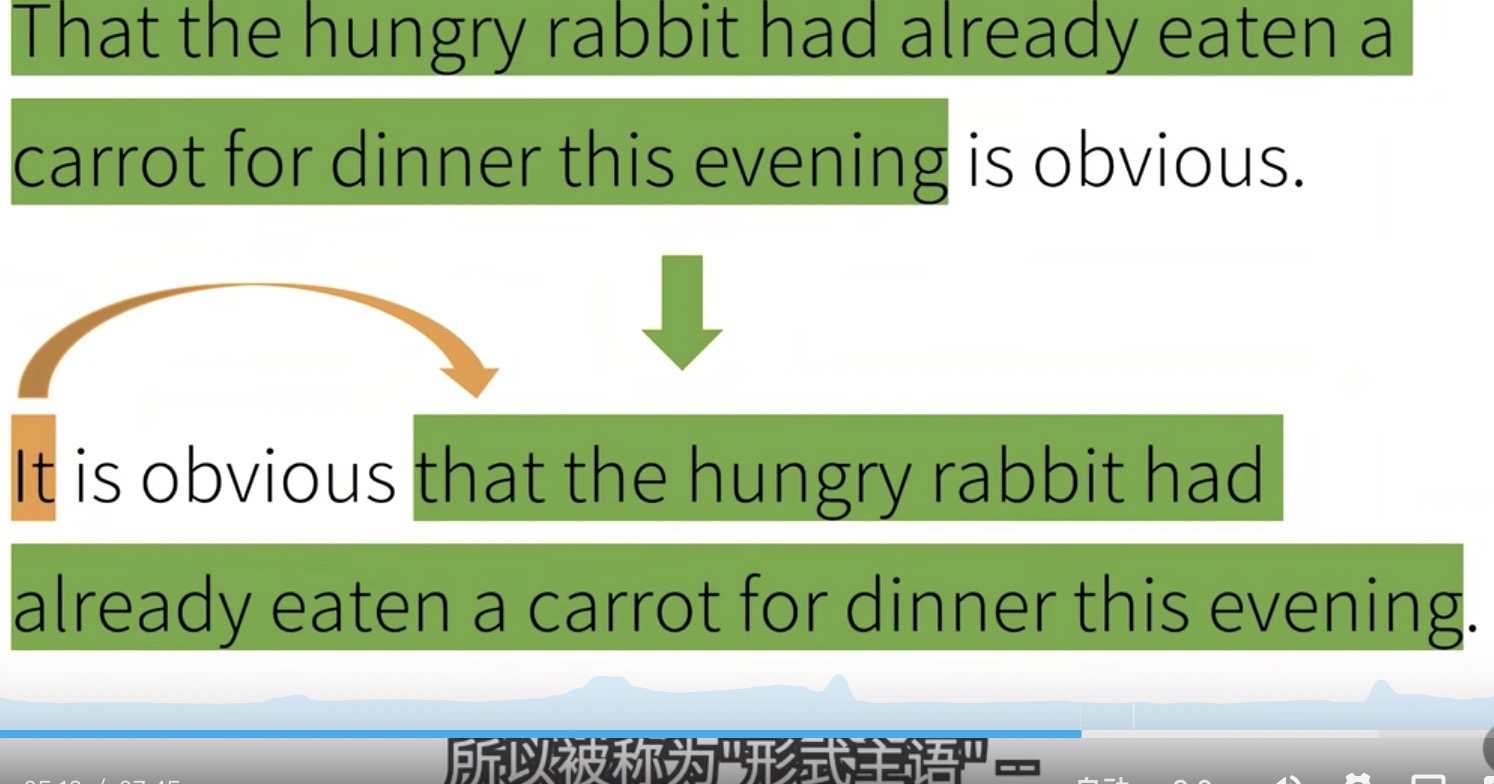 That the hungry rabbit had already eaten a
carrot for dinner this evening is obvious.
It is obvious that the hungry rabbit had
already eaten a carrot for dinner this evening.
所以被称为"形式主语"--